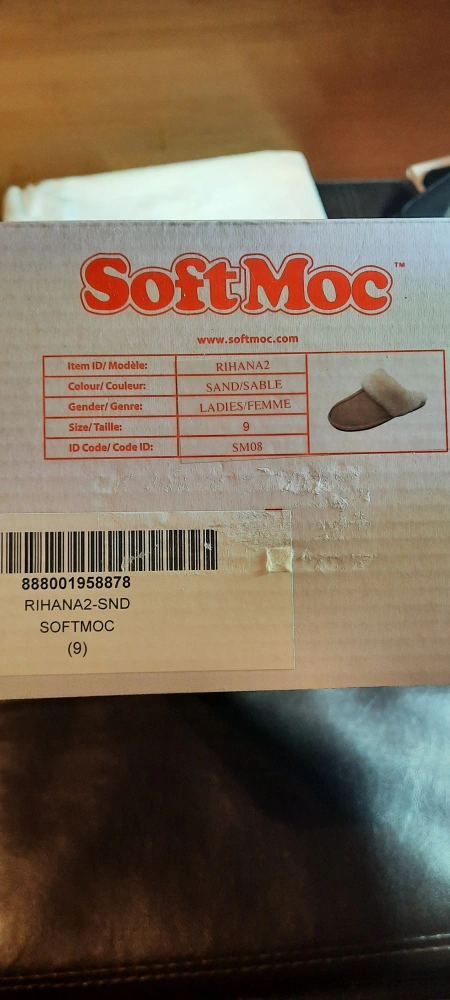 SoftMoc™
www.softmoc.com
Item ID/ Modèle: RIHANA2
Colour/ Couleur: SAND/SABLE
Gender/ Genre: LADIES/FEMME
Size/ Taille: 9
ID Code/ Code ID: SM08
888001958878
RIHANA2-SND
SOFTMOC
(9)